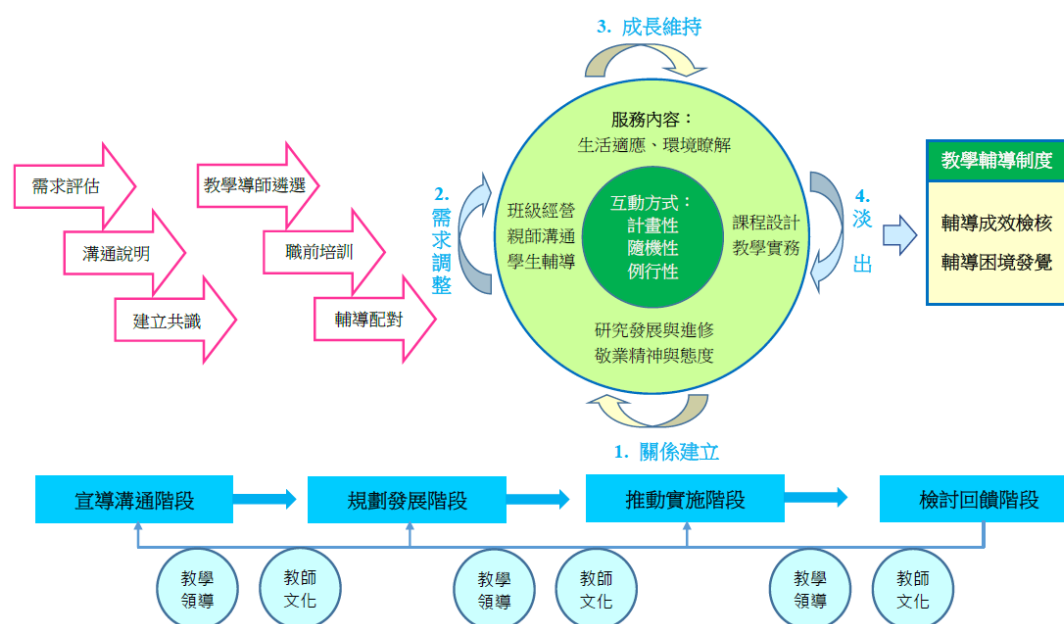 3. 成長維持
服務內容：
生活適應、環境瞭解
需求評估
溝通說明
建立共識
教學導師遴選
職前培訓
輔導配對
2.
需
求
調
整
班級經營
親師溝通
學生輔導
互動方式：
計畫性
隨機性
例行性
課程設計
教學實務
研究發展與進修
敬業精神與態度
4.
淡
出
教學輔導制度
輔導成效檢核
輔導困境發覺
1. 關係建立
宣導溝通階段
規劃發展階段
推動實施階段
檢討回饋階段
教學
領導
教師
文化
教學
領導
教師
文化
教學
領導
教師
文化